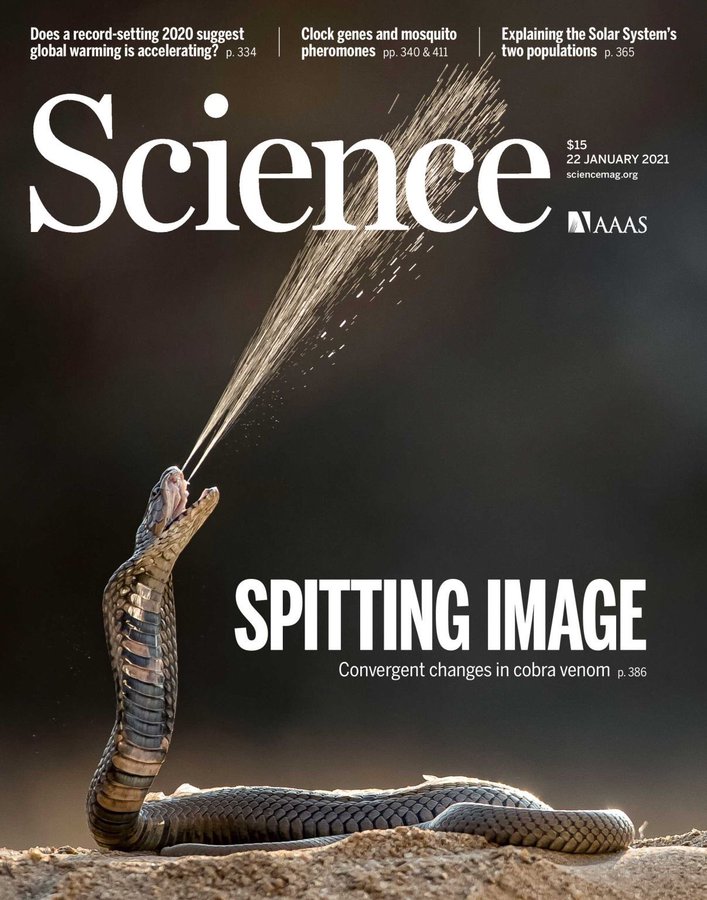 Does a record-setting 2020 suggest
global warming is accelerating? p. 334
Clock genes and mosquito
pheromones pp. 340 & 411
Explaining the Solar System's
two populations p. 365
Science
$15
22 JANUARY 2021
sciencemag.org
AAAS
SPITTING IMAGE
Convergent changes in cobra venom p. 386